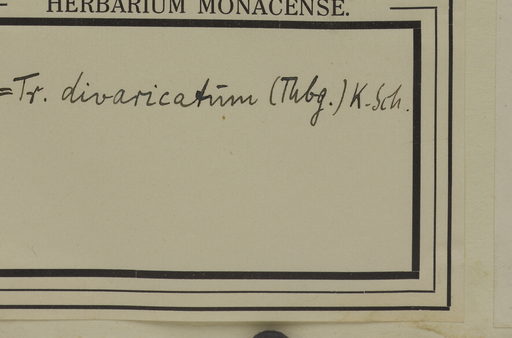 HERBARIUM MONACENSE.
=Tr. divaricatum (Thbg.) K-Sch.